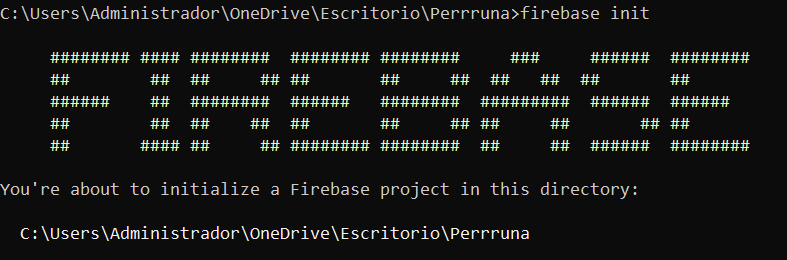 C:\Users\Administrador\OneDrive\Escritorio\Perrruna>firebase init
######## #### ########  ######## ########     ###     ######  ########
##        ##  ##     ## ##       ##     ##  ##   ##  ##       ##
######    ##  ########  ######   ########  #########  ######  ######
##        ##  ##    ##  ##       ##     ## ##     ##       ## ##
##       #### ##     ## ######## ########  ##     ##  ######  ########
You're about to initialize a Firebase project in this directory:
C:\Users\Administrador\OneDrive\Escritorio\Perrruna